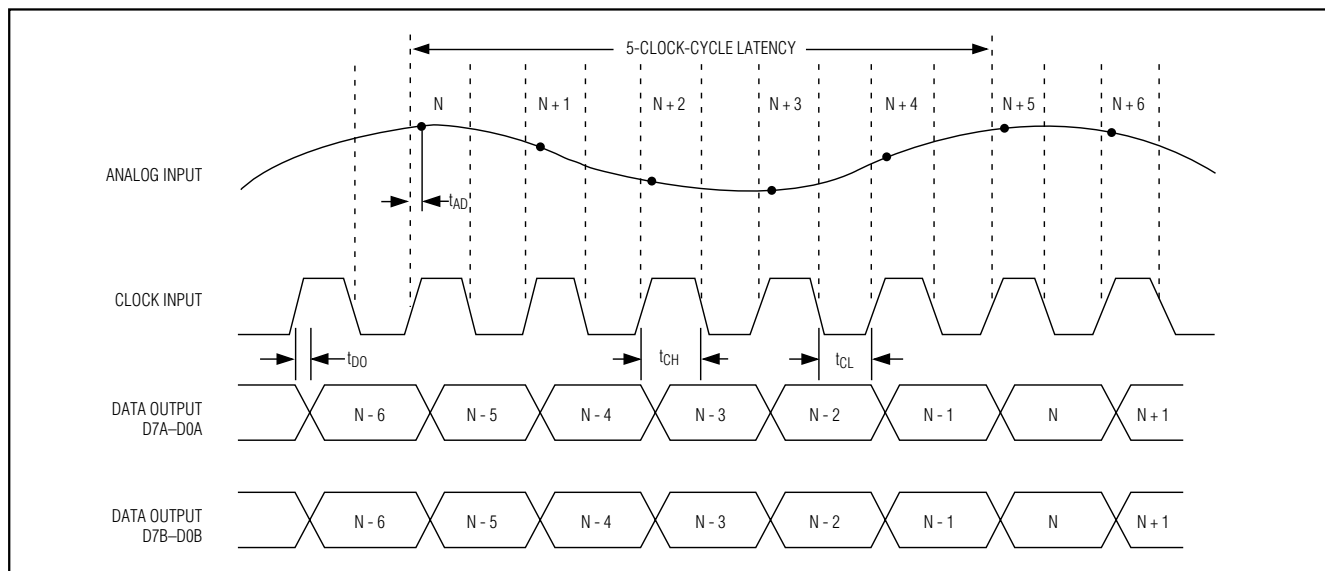 5-CLOCK-CYCLE LATENCY
N N + 1 N + 2 N + 3 N + 4 N + 5 N + 6
ANALOG INPUT
tAD
CLOCK INPUT
tDO tCH tCL
DATA OUTPUT
D7A–D0A
N - 6 N - 5 N - 4 N - 3 N - 2 N - 1 N N + 1
DATA OUTPUT
D7B–D0B
N - 6 N - 5 N - 4 N - 3 N - 2 N - 1 N N + 1